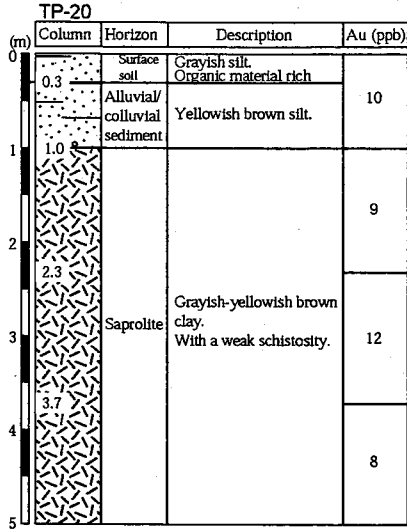 TP-20
(m) Column Horizon Description Au (ppb)
0
Surface soil
Grayish silt.
Organic material rich
0.3
Alluvial/
colluvial
sediment
Yellowish brown silt.
10
1.0
1
9
2
2.3
Saprolite
Grayish-yellowish brown
clay.
With a weak schistosity.
3
12
3.7
4
8
5